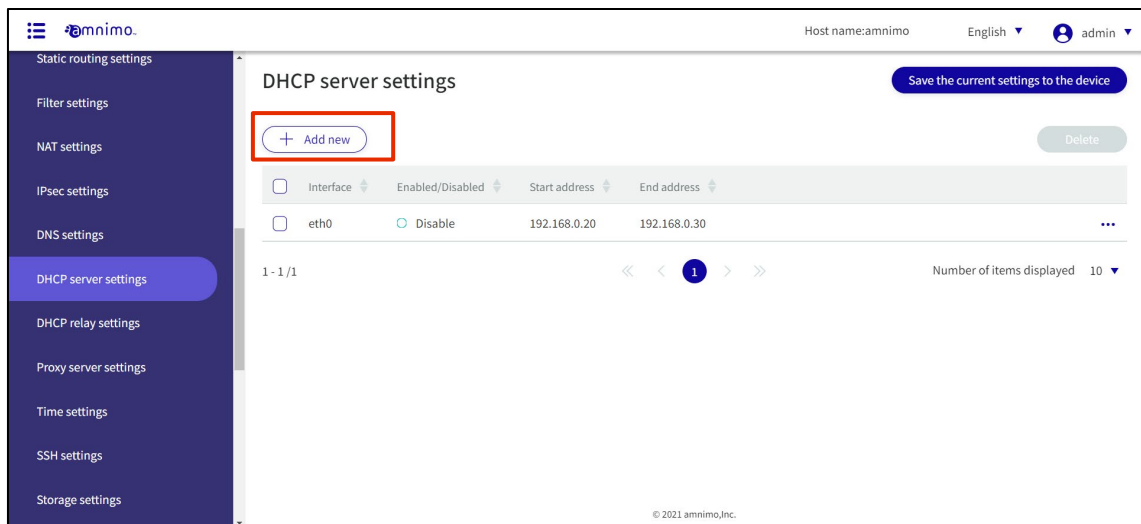 amnimo
Host name:amnimo
English
admin
Static routing settings
Filter settings
NAT settings
IPsec settings
DNS settings
DHCP server settings
DHCP relay settings
Proxy server settings
Time settings
SSH settings
Storage settings
DHCP server settings
Save the current settings to the device
+ Add new
Delete
Interface Enabled/Disabled Start address End address
eth0 Disable 192.168.0.20 192.168.0.30 •••
1 - 1 /1 « < 1 > » Number of items displayed 10
© 2021 amnimo,Inc.